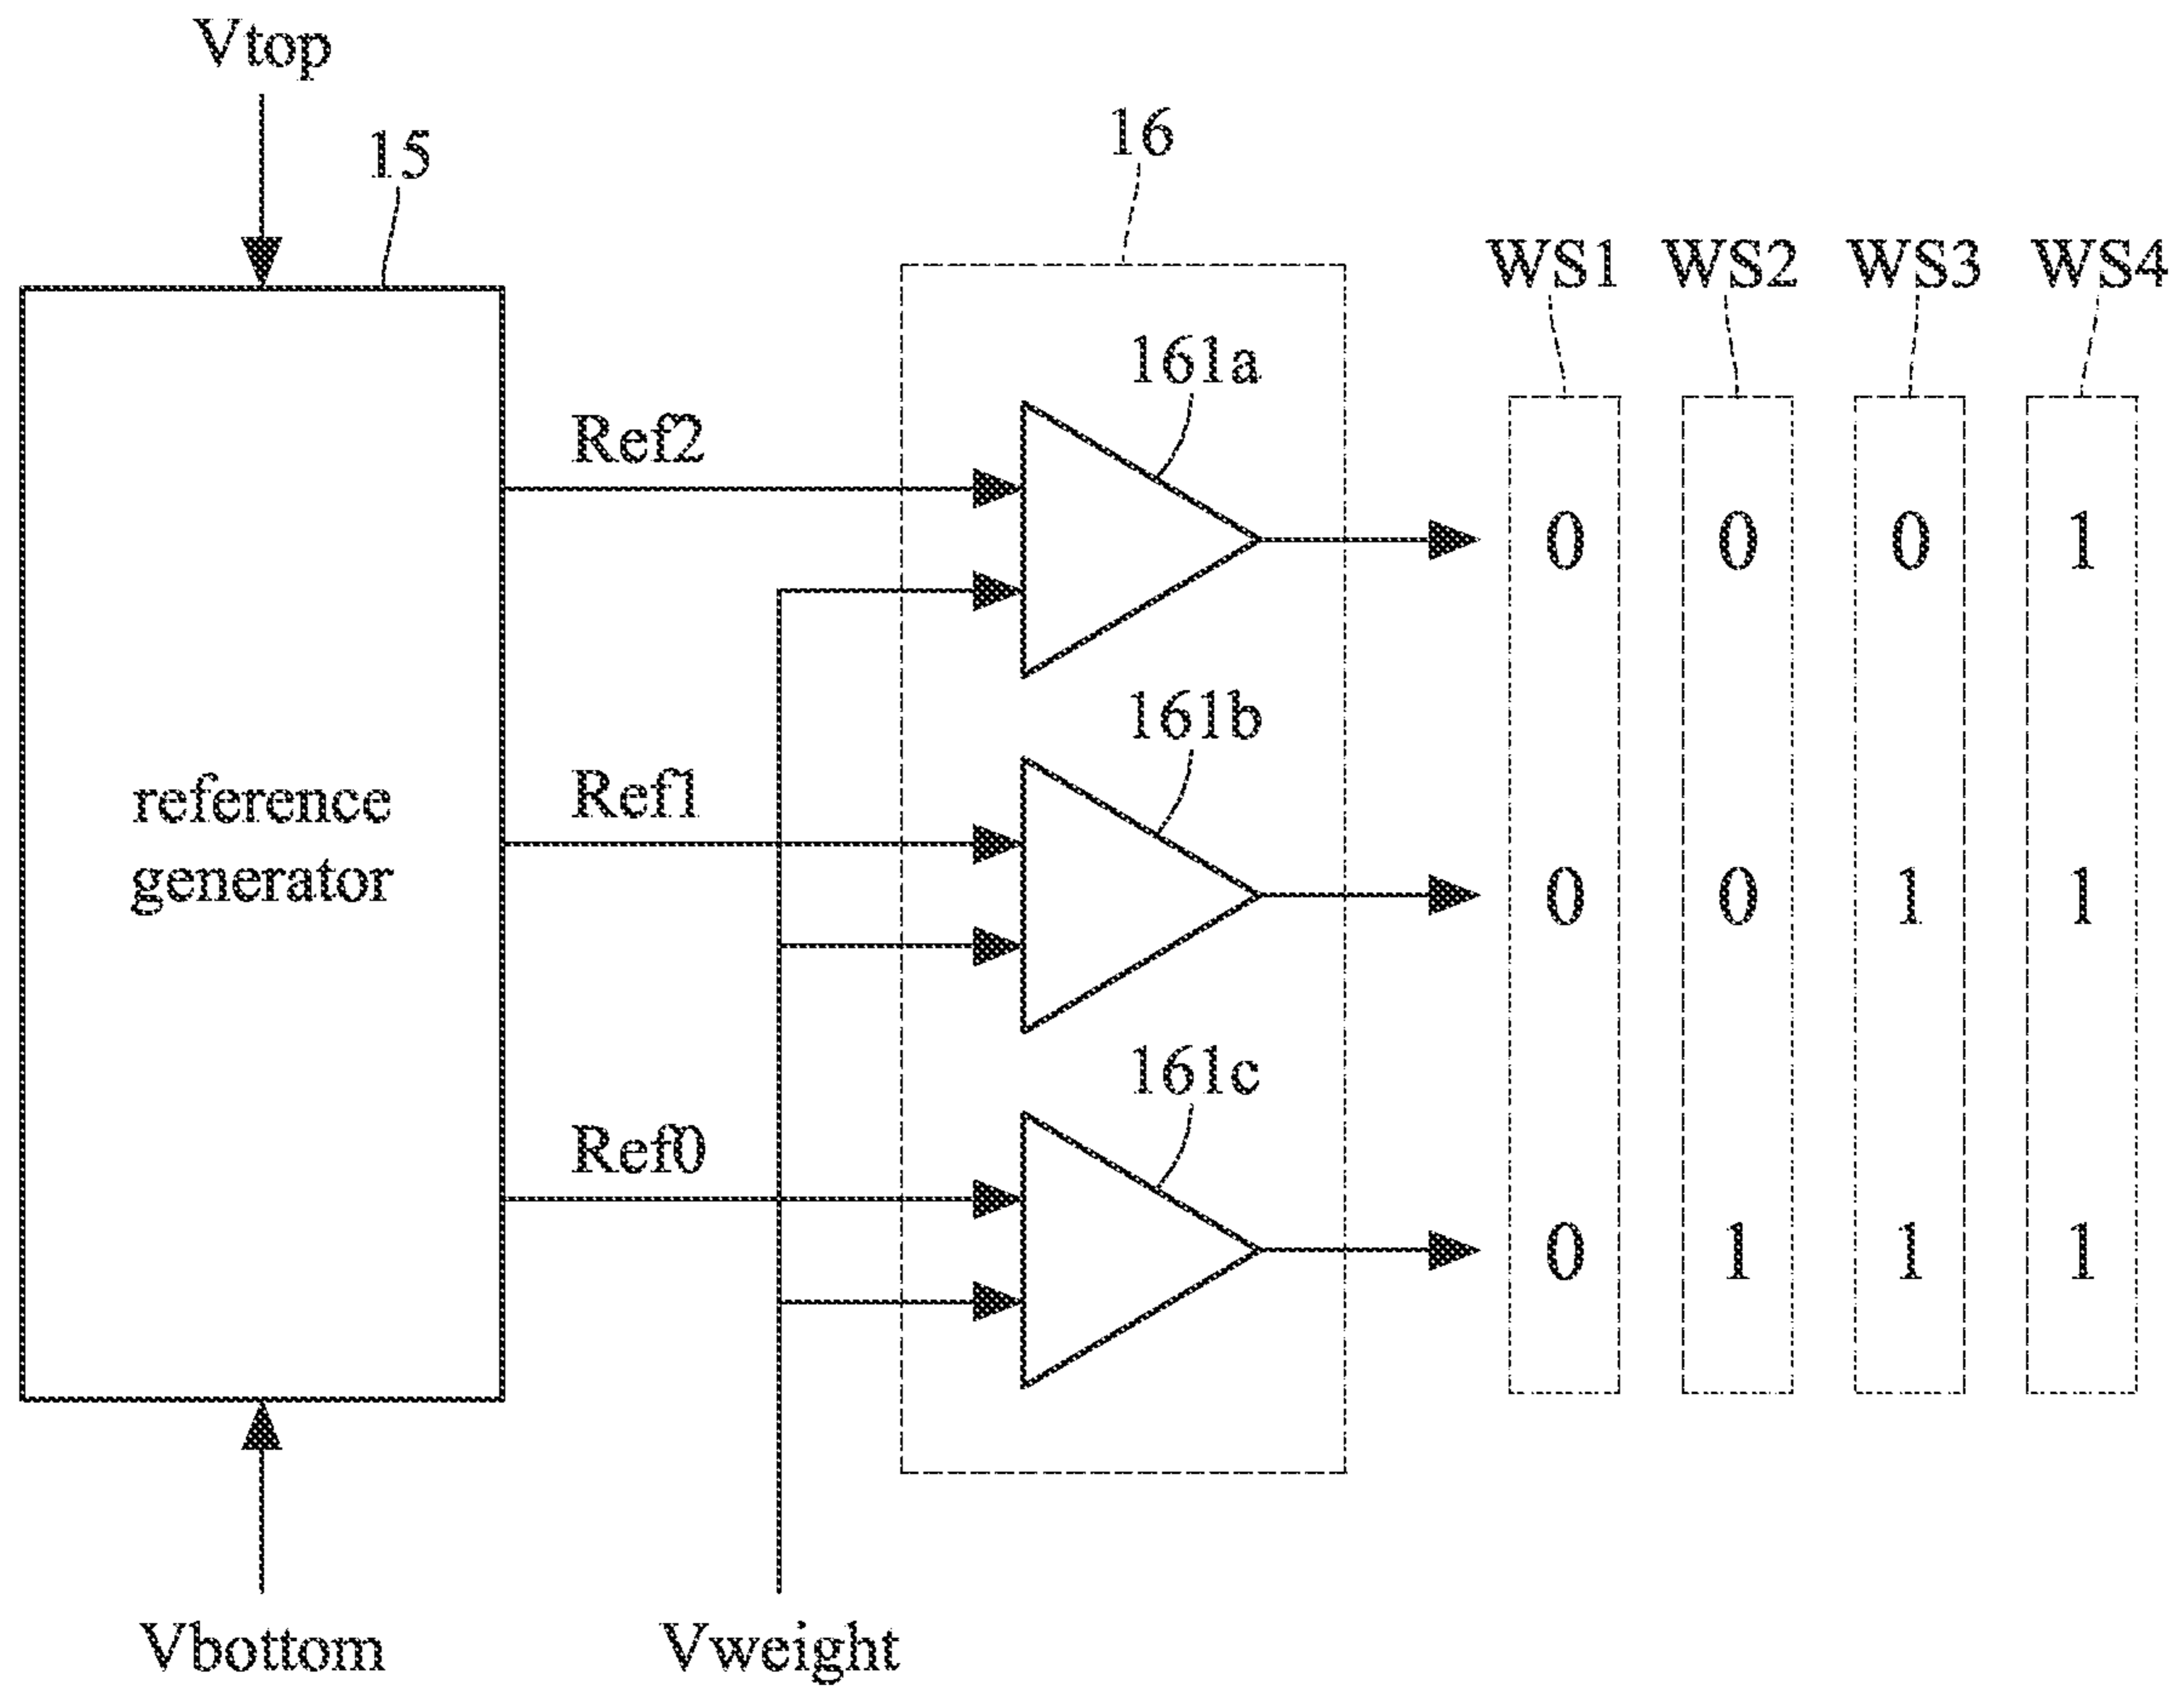 Vtop
15
16
WS1 WS2 WS3 WS4
161a
Ref2
0 0 0 1
161b
Ref1
reference
generator
0 0 1 1
161c
Ref0
0 1 1 1
Vbottom
Vweight